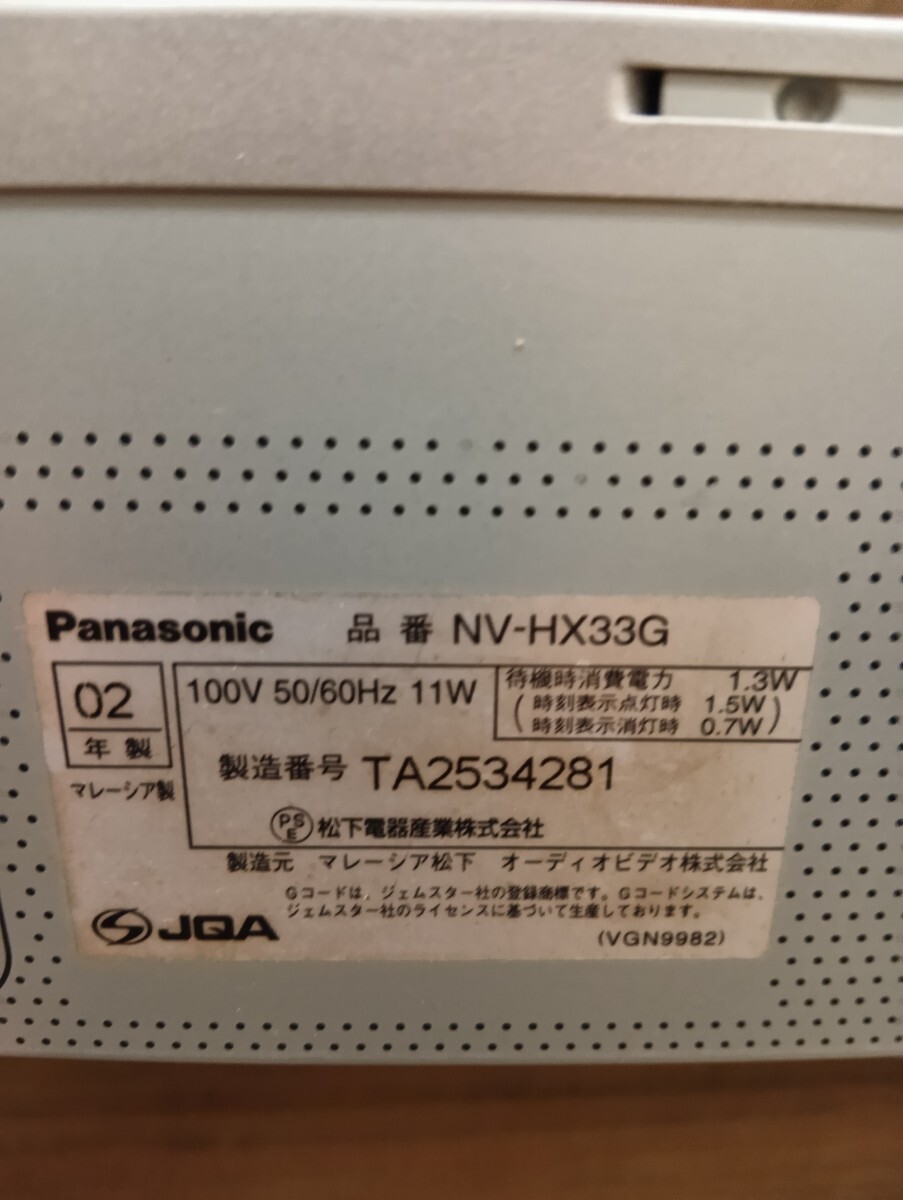 Panasonic 品番 NV-HX33G
02
年製
マレーシア製
100V 50/60Hz 11W
待機時消費電力 1.3W
(時刻表示点灯時 1.5W)
(時刻表示消灯時 0.7W)
製造番号 TA2534281
PSE 松下電器産業株式会社
製造元 マレーシア松下 オーディオビデオ株式会社
Gコードは、ジェムスター社の登録商標です。Gコードシステムは、
ジェムスター社のライセンスに基づいて生産しております。
JQA
(VGN9982)